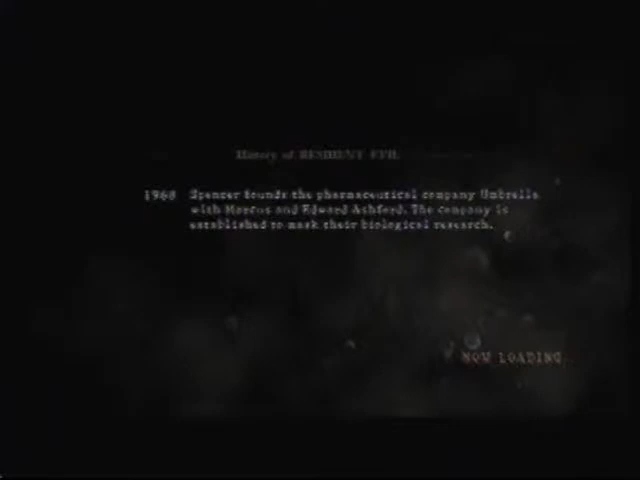 History of RESIDENT EVIL
1968 Spencer founds the pharmaceutical company Umbrella
with Marcus and Edward Ashford. The company is
established to mask their biological research.
NOW LOADING...